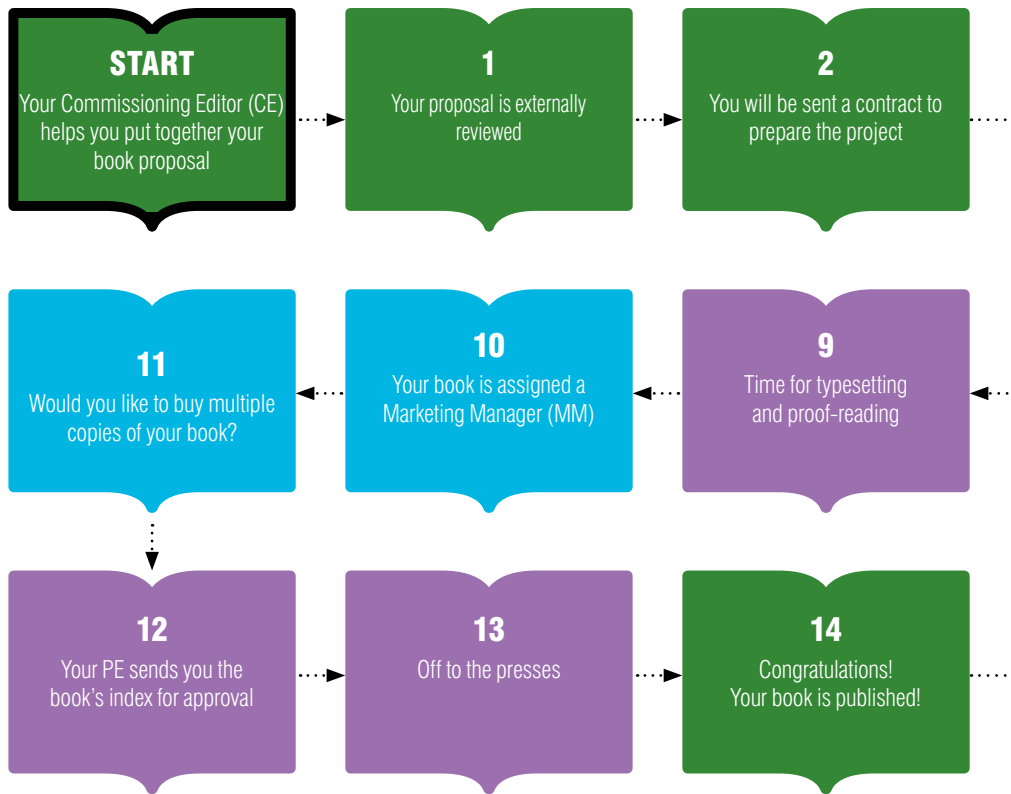 START
Your Commissioning Editor (CE)
helps you put together your
book proposal
1
Your proposal is externally
reviewed
2
You will be sent a contract to
prepare the project
11
Would you like to buy multiple
copies of your book?
10
Your book is assigned a
Marketing Manager (MM)
9
Time for typesetting
and proof-reading
12
Your PE sends you the
book's index for approval
13
Off to the presses
14
Congratulations!
Your book is published!